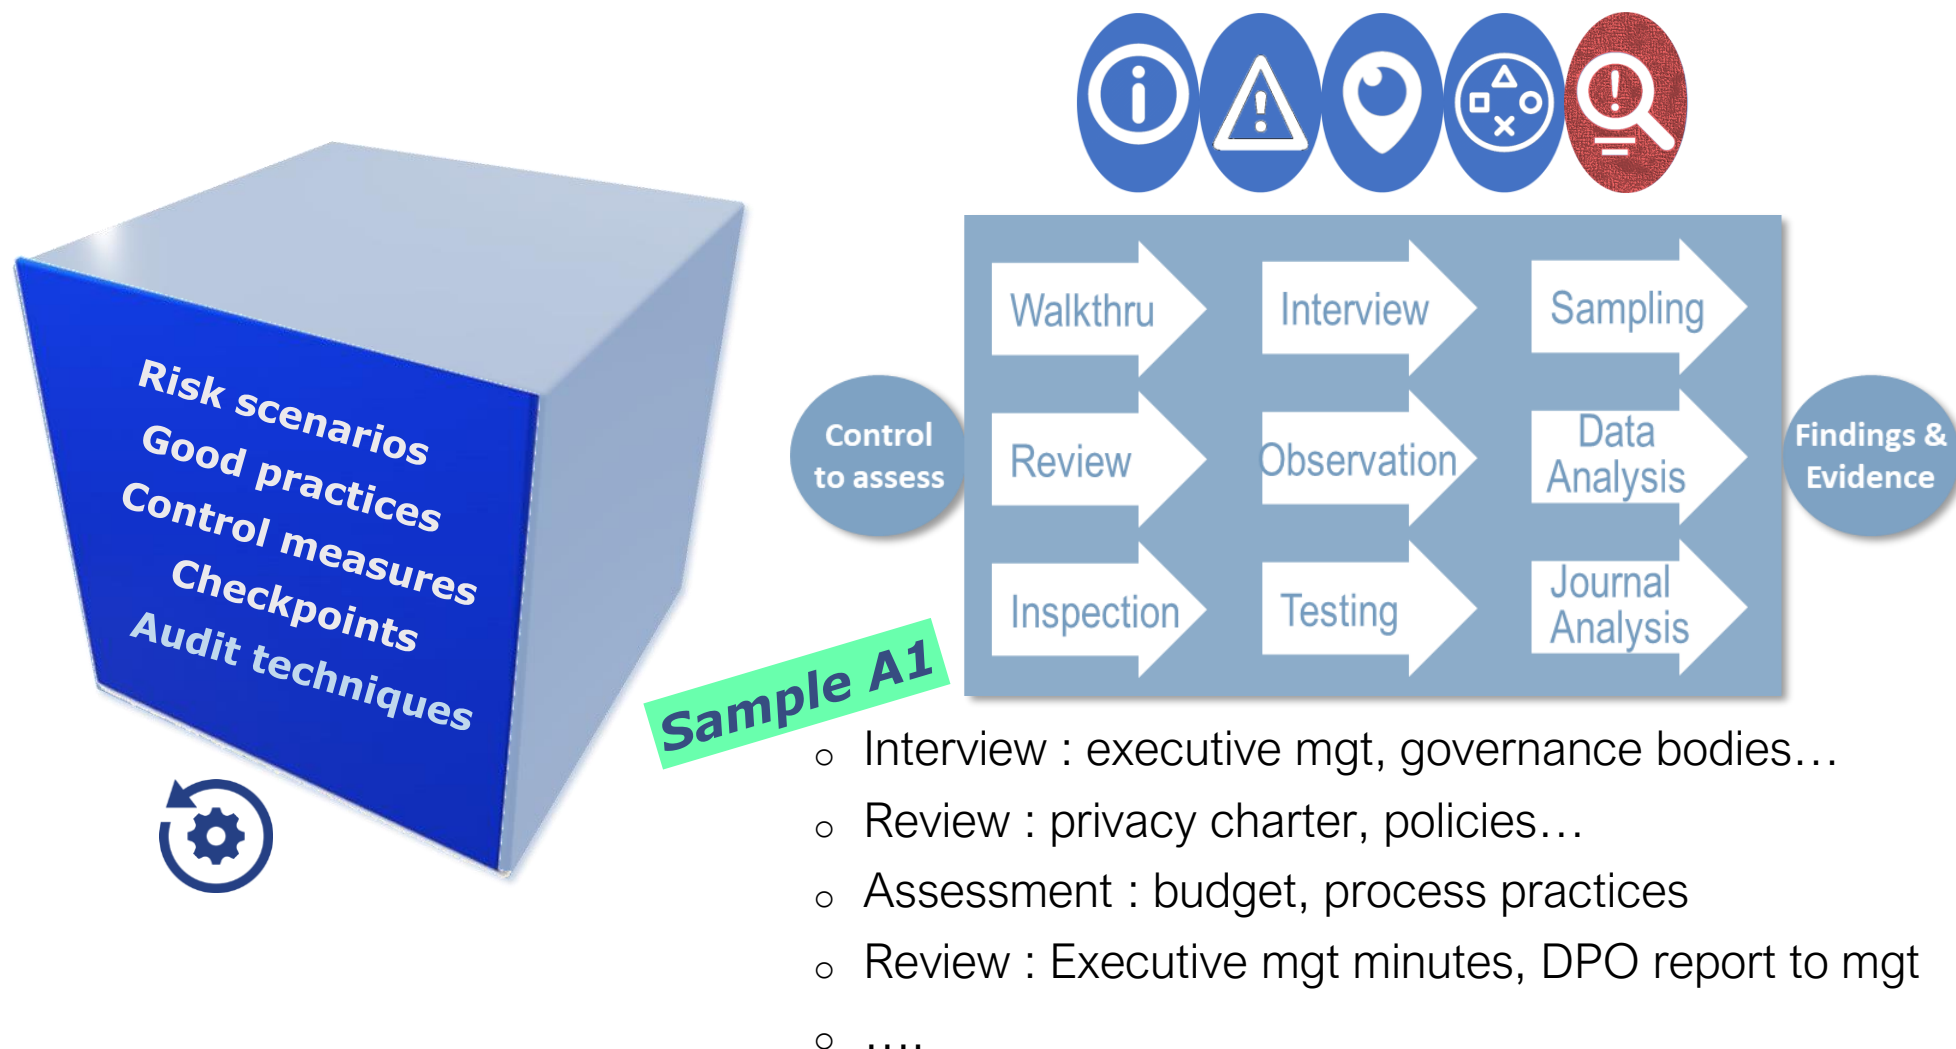 Risk scenarios
Good practices
Control measures
Checkpoints
Audit techniques
Control
to assess
Walkthru
Interview
Sampling
Review
Observation
Data
Analysis
Inspection
Testing
Journal
Analysis
Findings &
Evidence
Sample A1
Interview : executive mgt, governance bodies…
Review : privacy charter, policies…
Assessment : budget, process practices
Review : Executive mgt minutes, DPO report to mgt
….